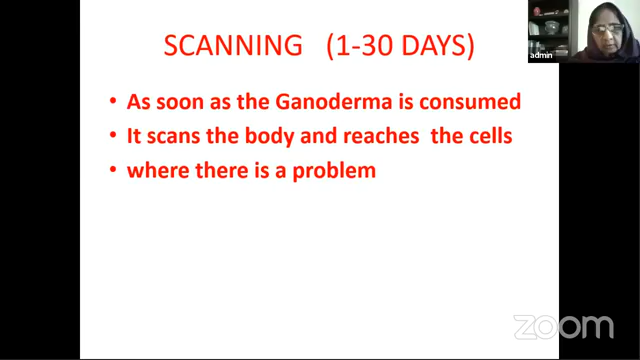 SCANNING (1-30 DAYS)
• As soon as the Ganoderma is consumed
• It scans the body and reaches the cells
• where there is a problem
admin
zoom